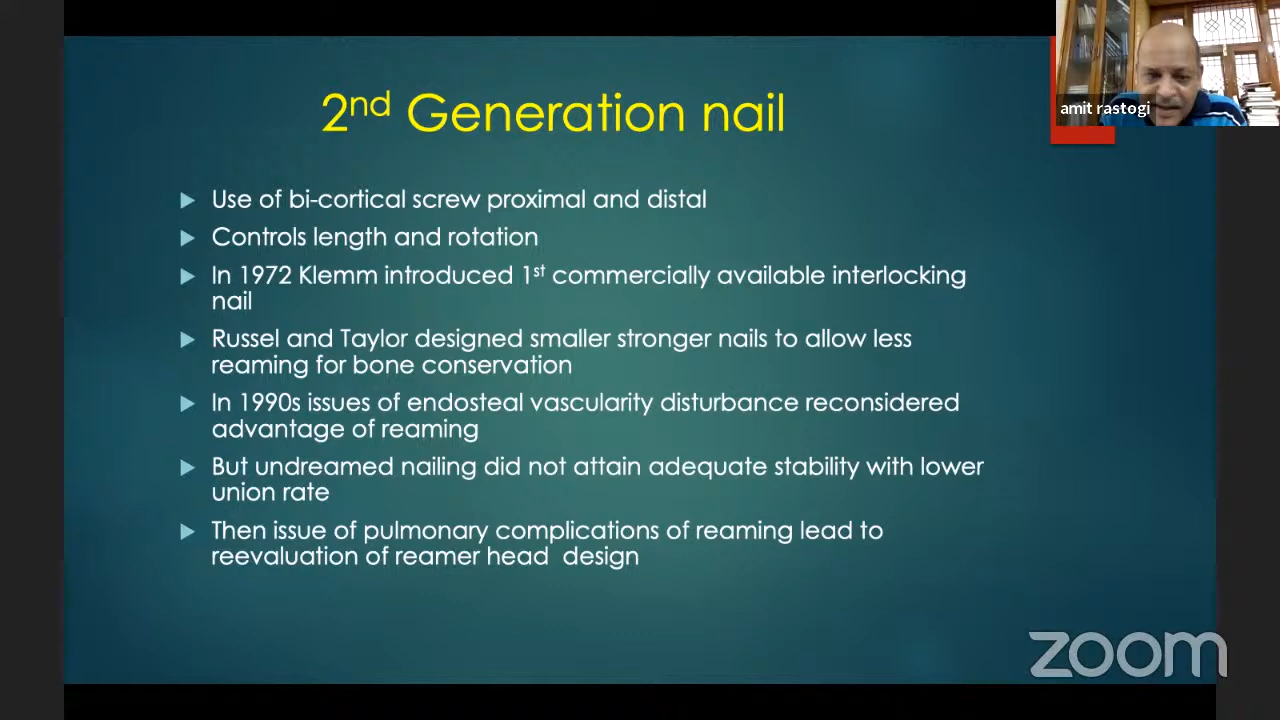 2nd Generation nail
amit rastogi
Use of bi-cortical screw proximal and distal
Controls length and rotation
In 1972 Klemm introduced 1st commercially available interlocking
nail
Russel and Taylor designed smaller stronger nails to allow less
reaming for bone conservation
In 1990s issues of endosteal vascularity disturbance reconsidered
advantage of reaming
But undreamed nailing did not attain adequate stability with lower
union rate
Then issue of pulmonary complications of reaming lead to
reevaluation of reamer head  design
zoom